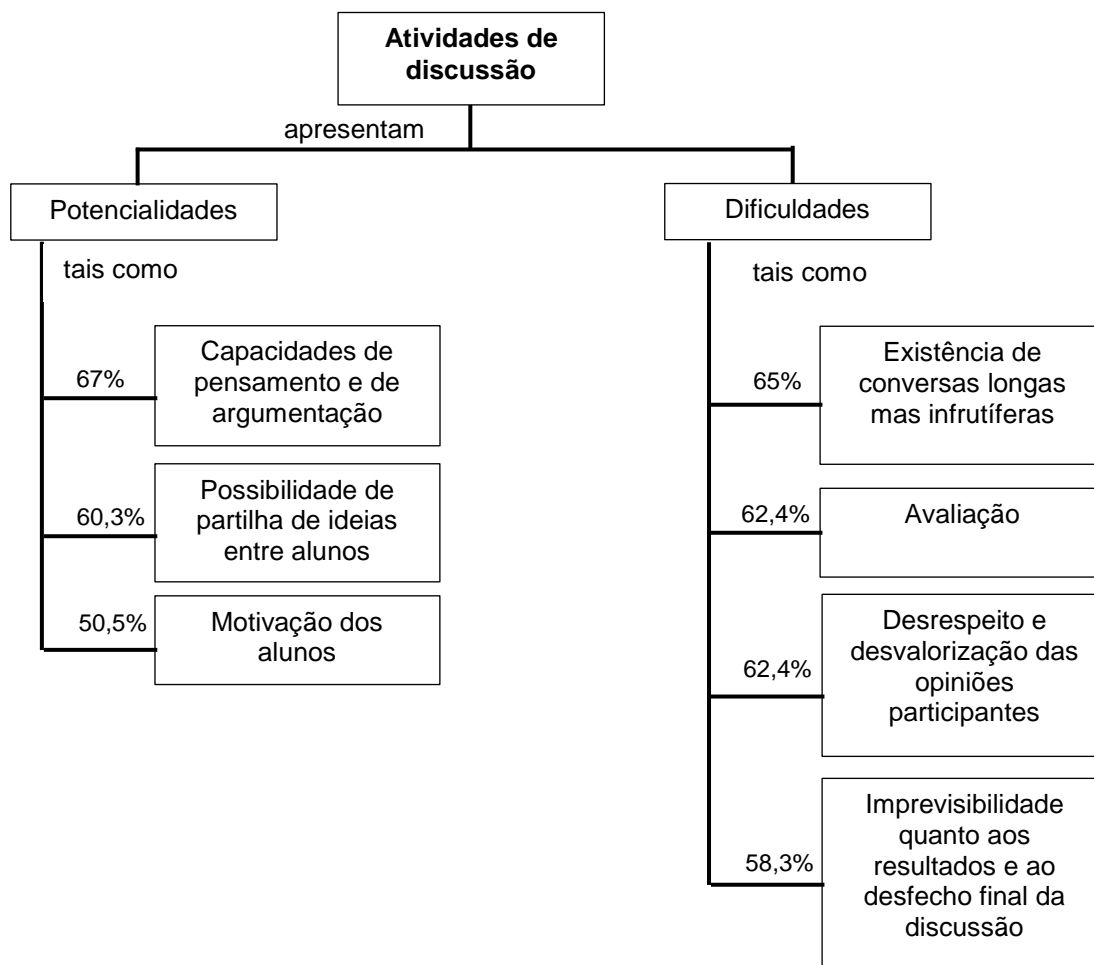 Atividades de
discussão
apresentam
Potencialidades
tais como
67%
Capacidades de
pensamento e de
argumentação
60,3%
Possibilidade de
partilha de ideias
entre alunos
50,5%
Motivação dos
alunos
Dificuldades
tais como
65%
Existência de
conversas longas
mas infrutíferas
62,4%
Avaliação
62,4%
Desrespeito e
desvalorização das
opiniões
participantes
58,3%
Imprevisibilidade
quanto aos
resultados e ao
desfecho final da
discussão